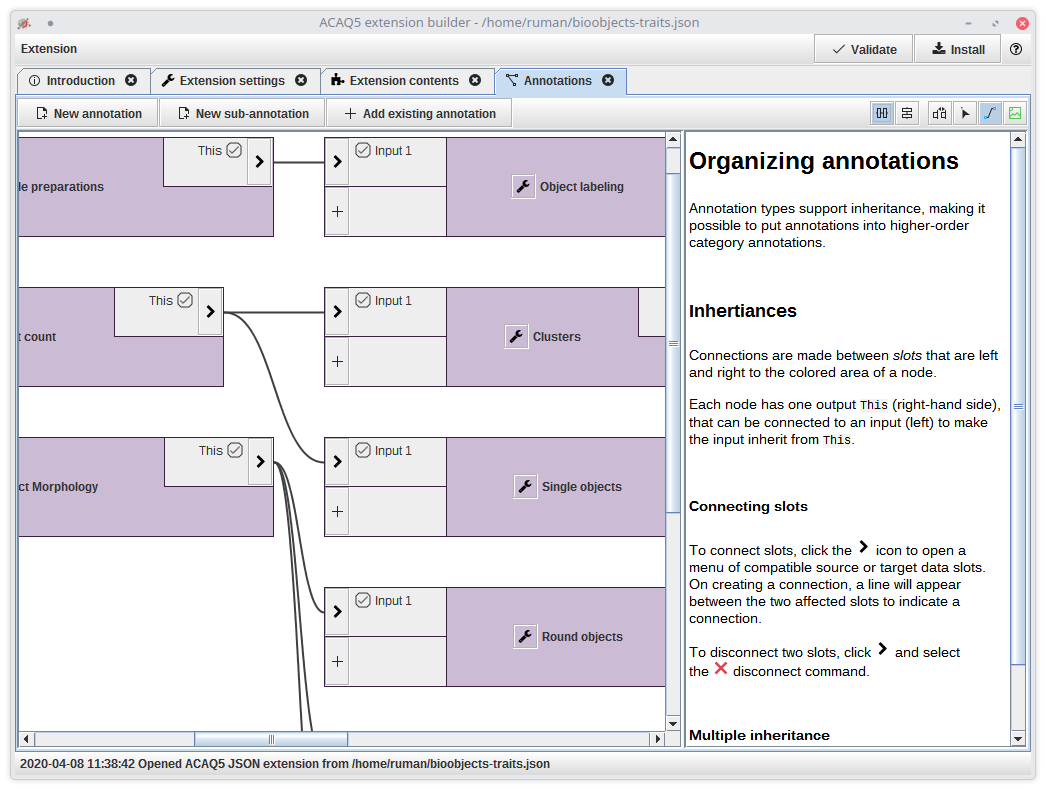 ACAQ5 extension builder - /home/ruman/bioobjects-traits.json
Extension
Validate
Install
Introduction
Extension settings
Extension contents
Annotations
New annotation
New sub-annotation
Add existing annotation
This
Input 1
le preparations
Object labeling
This
Input 1
t count
Clusters
This
Input 1
ct Morphology
Single objects
Input 1
Round objects
Organizing annotations
Annotation types support inheritance, making it
possible to put annotations into higher-order
category annotations.
Inhertiances
Connections are made between slots that are left
and right to the colored area of a node.
Each node has one output This (right-hand side),
that can be connected to an input (left) to make
the input inherit from This.
Connecting slots
To connect slots, click the icon to open a
menu of compatible source or target data slots.
On creating a connection, a line will appear
between the two affected slots to indicate a
connection.
To disconnect two slots, click and select
the disconnect command.
Multiple inheritance
2020-04-08 11:38:42 Opened ACAQ5 JSON extension from /home/ruman/bioobjects-traits.json